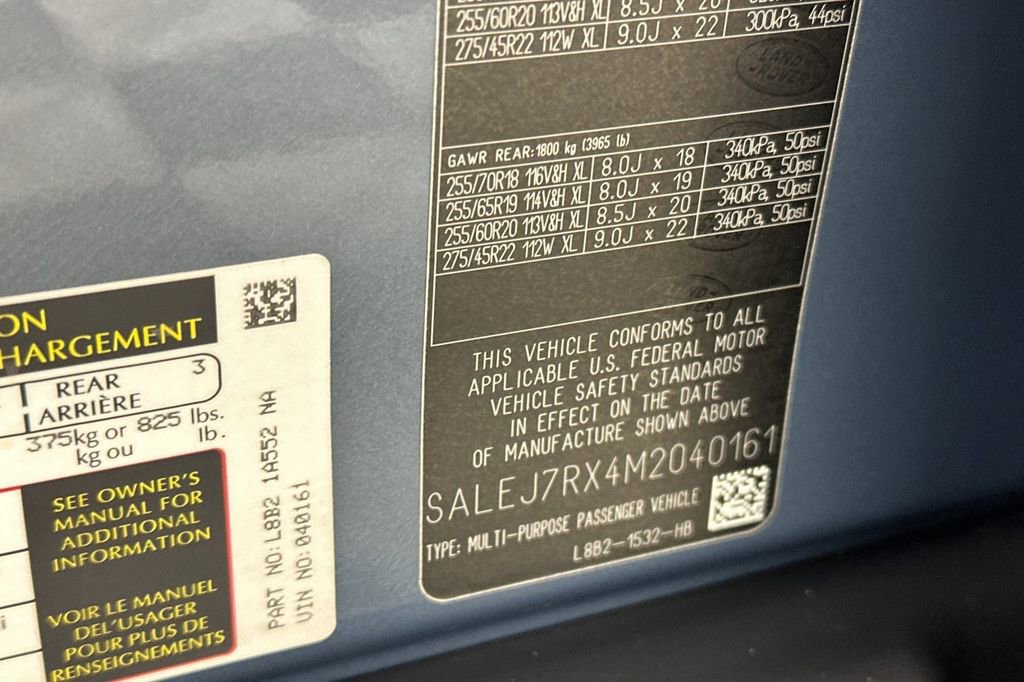 ON
HARGEMENT
REAR 3
ARRIÈRE
375kg or 825 lbs.
kg ou lb.
SEE OWNER'S
MANUAL FOR
ADDITIONAL
INFORMATION
VOIR LE MANUEL
DEL'USAGER
POUR PLUS DE
RENSEIGNEMENTS
PART NO:L8B2 1A552 NA
VIN NO:040161
255/60R20 113V&H XL 8.5J x 20
275/45R22 112W XL 9.0J x 22 300kPa, 44psi
LAND-
-ROVER
GAWR REAR:1800 kg (3965 lb)
255/70R18 116V&H XL 8.0J x 18 340kPa, 50psi
255/65R19 114V&H XL 8.0J x 19 340kPa, 50psi
255/60R20 113V&H XL 8.5J x 20 340kPa, 50psi
275/45R22 112W XL 9.0J x 22 340kPa, 50psi
THIS VEHICLE CONFORMS TO ALL
APPLICABLE U.S. FEDERAL MOTOR
VEHICLE SAFETY STANDARDS
IN EFFECT ON THE DATE
OF MANUFACTURE SHOWN ABOVE
SALEJ7RX4M2040161
TYPE: MULTI-PURPOSE PASSENGER VEHICLE
L8B2-1532-HB